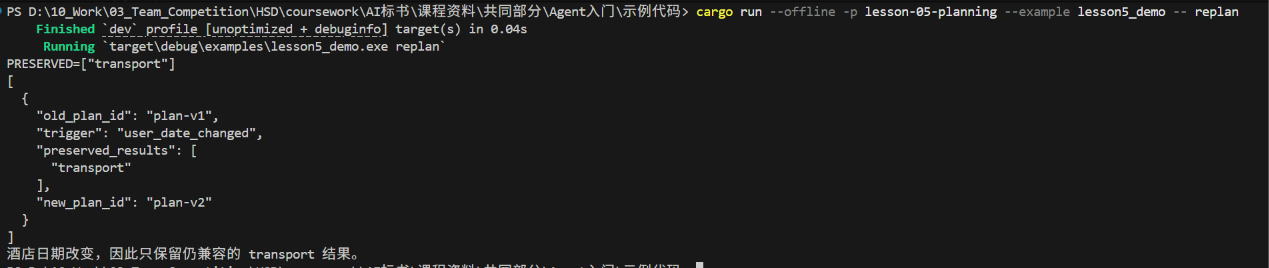 PS D:\10_Work\03_Team_Competition\HSD\coursework\AI标书\课程资料\共同部分\Agent入门\示例代码> cargo run --offline -p lesson-05-planning --example lesson5_demo -- replan
    Finished `dev` profile [unoptimized + debuginfo] target(s) in 0.04s
     Running `target\debug\examples\lesson5_demo.exe replan`
PRESERVED=["transport"]
[
  {
    "old_plan_id": "plan-v1",
    "trigger": "user_date_changed",
    "preserved_results": [
      "transport"
    ],
    "new_plan_id": "plan-v2"
  }
]
酒店日期改变，因此只保留仍兼容的 transport 结果。